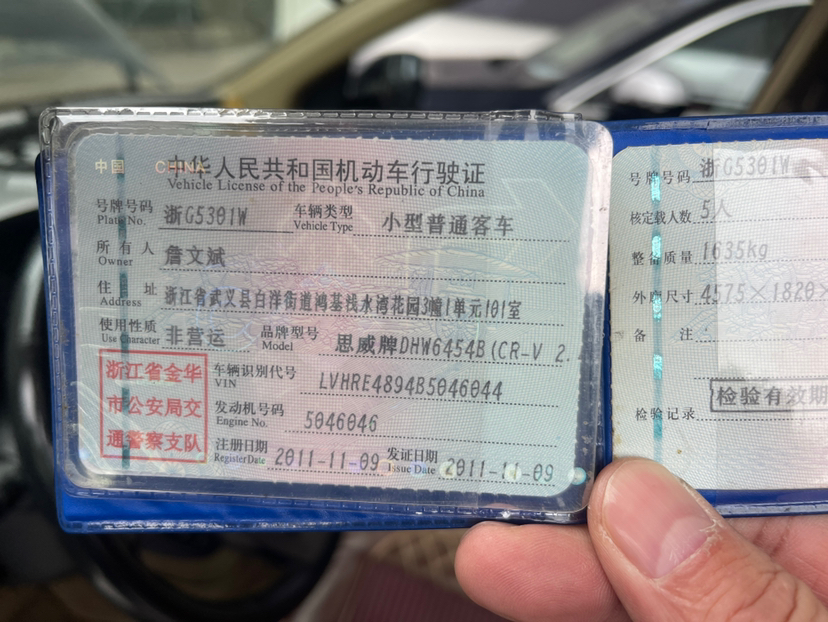 中国 CHINA
中华人民共和国机动车行驶证
Vehicle License of the People's Republic of China
号牌号码 浙G5301W 车辆类型 小型普通客车
Plate No. Vehicle Type
所有人 詹文斌
Owner
住址 浙江省武义县白洋街道鸿基栈水湾花园3幢1单元101室
Address
使用性质 非营运 品牌型号 思威牌DHW6454B(CR-V 2.
Use Character Model
浙江省金华
市公安局交
通警察支队
车辆识别代号 LVHRE4894B5046044
VIN
发动机号码 5046046
Engine No.
注册日期 2011-11-09 发证日期 2011-11-09
Register Date Issue Date
号牌号码 浙G5301W
核定载人数 5人
整备质量 1635kg
外廓尺寸 4575×1820×
备注
检验有效期
检验记录